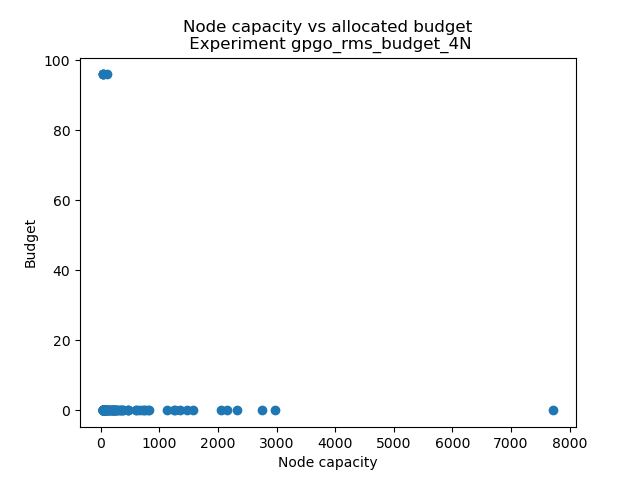 Node capacity vs allocated budget
Experiment gpgo_rms_budget_4N
100
80
60
40
20
0
Budget
0 1000 2000 3000 4000 5000 6000 7000 8000
Node capacity